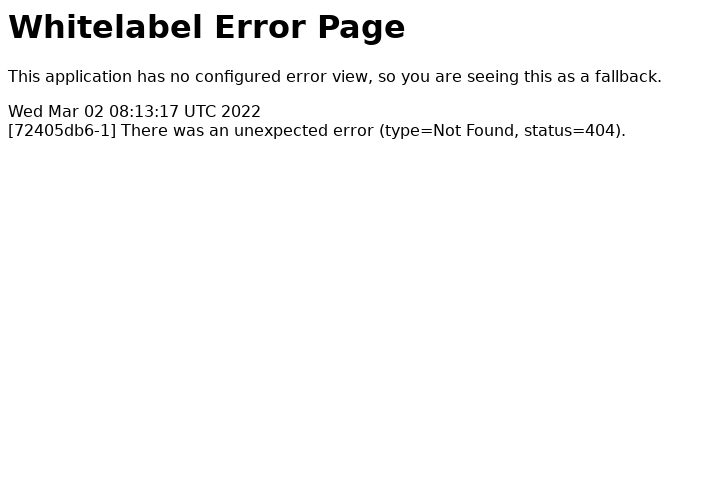 Whitelabel Error Page
This application has no configured error view, so you are seeing this as a fallback.
Wed Mar 02 08:13:17 UTC 2022
[72405db6-1] There was an unexpected error (type=Not Found, status=404).